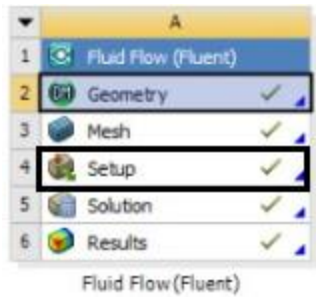 A
1 Fluid Flow (Fluent)
2 Geometry
3 Mesh
4 Setup
5 Solution
6 Results
Fluid Flow (Fluent)